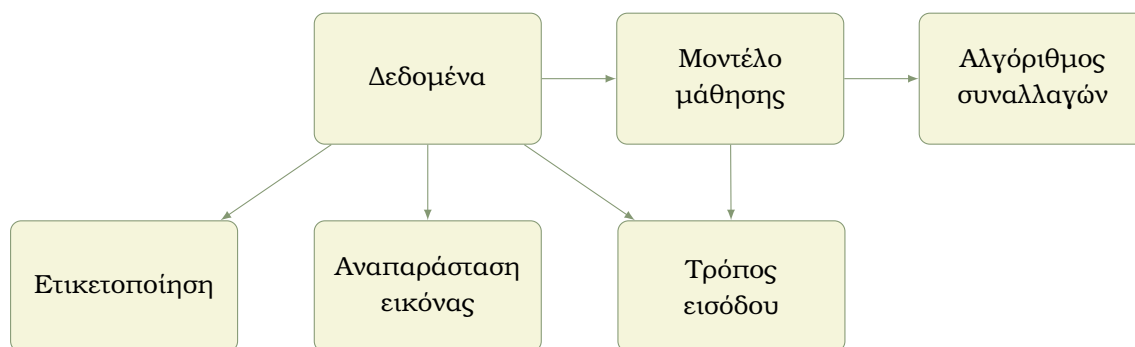 Δεδομένα
Μοντέλο
μάθησης
Αλγόριθμος
συναλλαγών
Ετικετοποίηση
Αναπαράσταση
εικόνας
Τρόπος
εισόδου